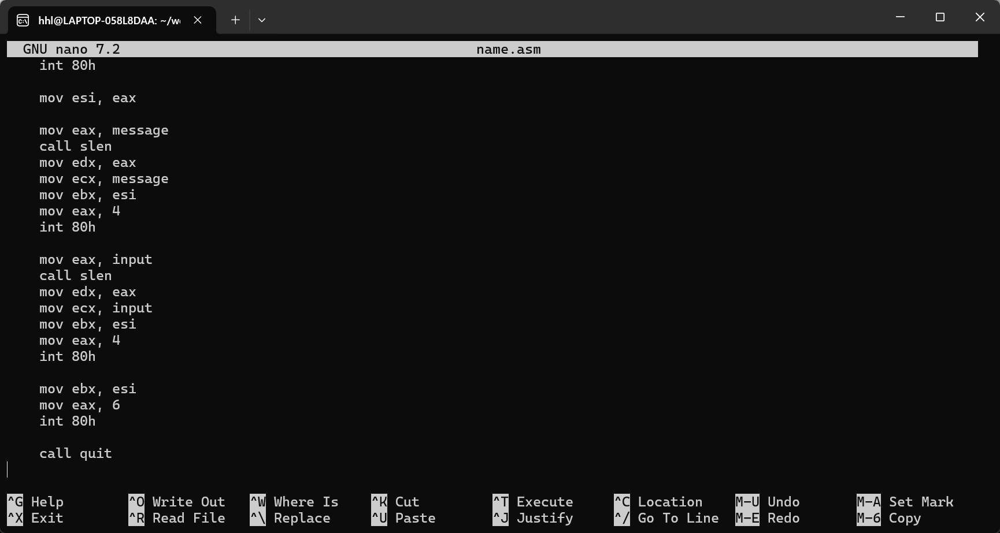 hhl@LAPTOP-058L8DAA: ~/w
GNU nano 7.2 name.asm
int 80h
mov esi, eax
mov eax, message
call slen
mov edx, eax
mov ecx, message
mov ebx, esi
mov eax, 4
int 80h
mov eax, input
call slen
mov edx, eax
mov ecx, input
mov ebx, esi
mov eax, 4
int 80h
mov ebx, esi
mov eax, 6
int 80h
call quit
^G Help ^O Write Out ^W Where Is ^K Cut ^T Execute ^C Location M-U Undo M-A Set Mark
^X Exit ^R Read File ^\ Replace ^U Paste ^J Justify ^/ Go To Line M-E Redo M-6 Copy